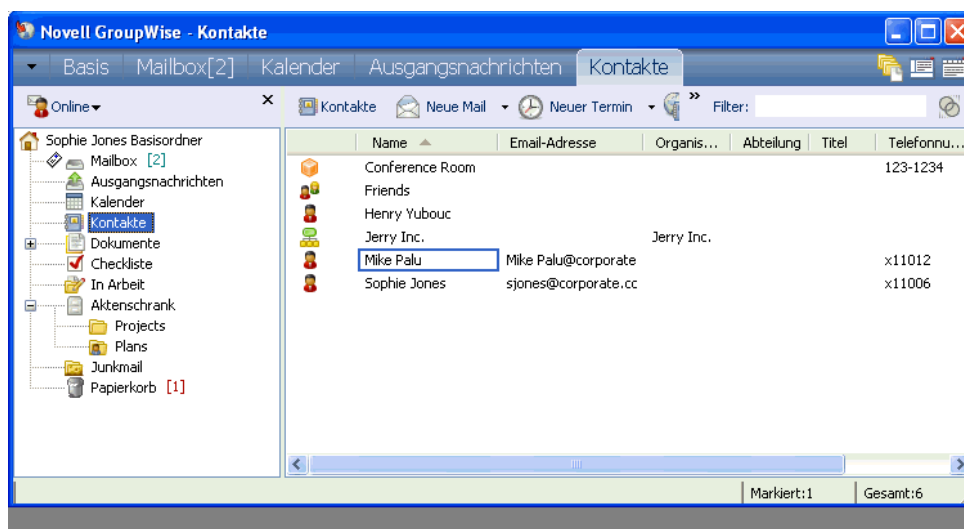 Novell GroupWise - Kontakte
Basis Mailbox[2] Kalender Ausgangsnachrichten Kontakte
Online Kontakte Neue Mail Neuer Termin » Filter:
Sophie Jones Basisordner
Mailbox [2]
Ausgangsnachrichten
Kalender
Kontakte
Dokumente
Checkliste
In Arbeit
Aktenschrank
Projects
Plans
Junkmail
Papierkorb [1]
Name Email-Adresse Organis... Abteilung Titel Telefonnu...
Conference Room 123-1234
Friends
Henry Yubouc
Jerry Inc. Jerry Inc.
Mike Palu Mike Palu@corporate x11012
Sophie Jones sjones@corporate.cc x11006
Markiert:1 Gesamt:6